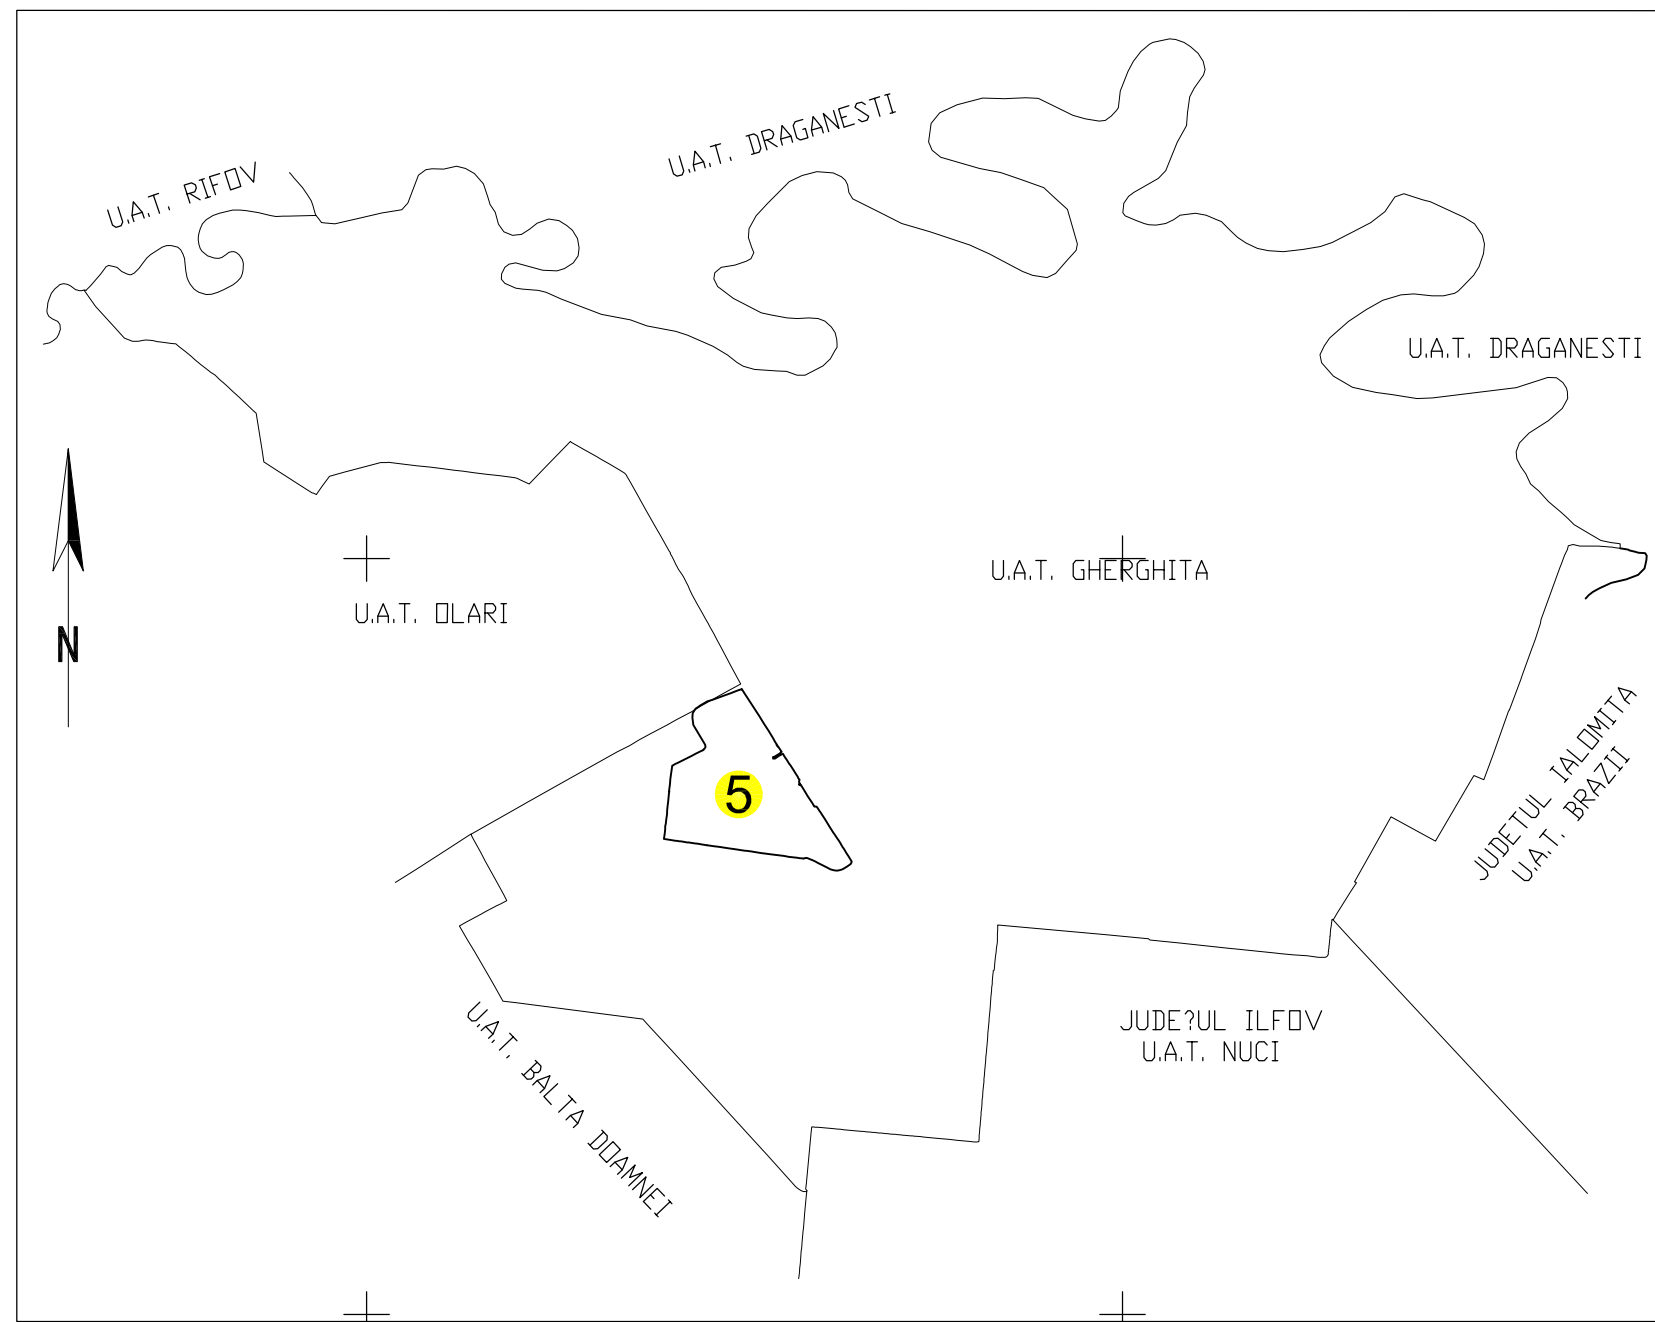 U.A.T. DRAGANESTI
U.A.T. RIFOV
U.A.T. DRAGANESTI
U.A.T. GHERGHITA
U.A.T. OLARI
N
5
JUDETUL IALOMITA
U.A.T. BRAZII
JUDE?UL ILFOV
U.A.T. NUCI
U.A.T. BALTA DOAMNEI